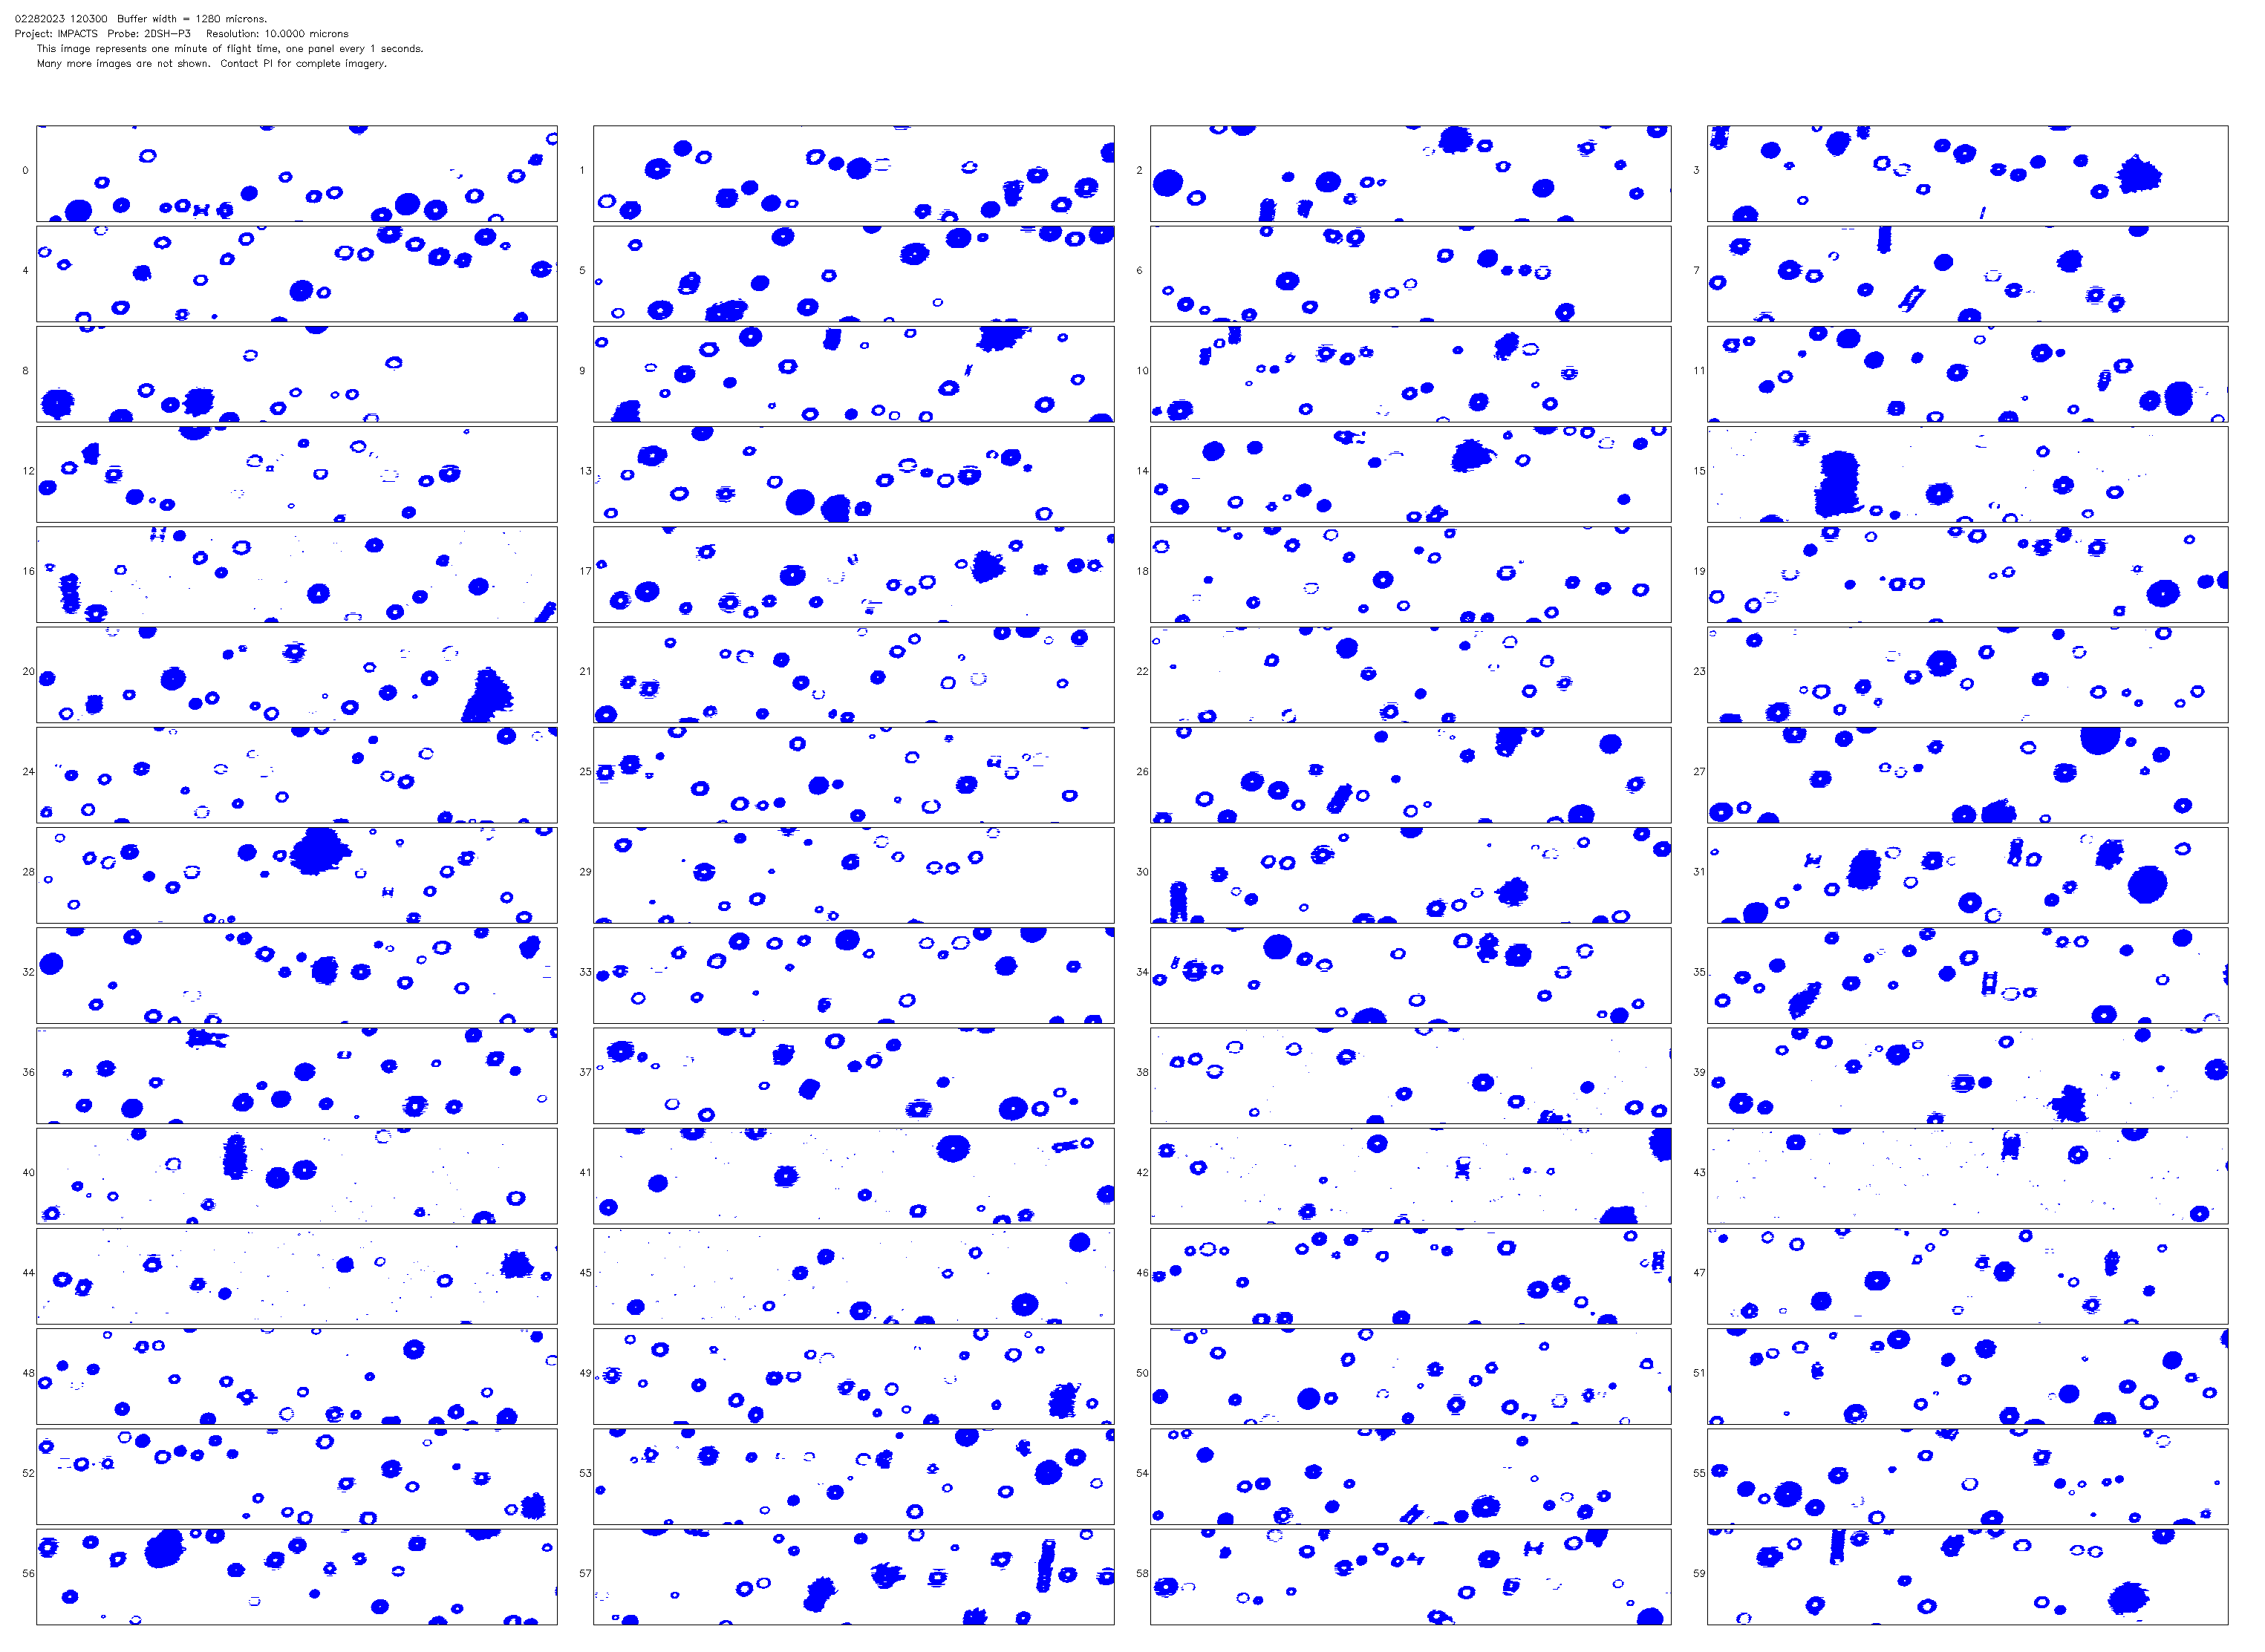 02282023 120300 Buffer width = 1280 microns.
Project: IMPACTS Probe: 2DSH-P3 Resolution: 10.0000 microns
This image represents one minute of flight time, one panel every 1 seconds.
Many more images are not shown. Contact PI for complete imagery.
0 1 2 3
4 5 6 7
8 9 10 11
12 13 14 15
16 17 18 19
20 21 22 23
24 25 26 27
28 29 30 31
32 33 34 35
36 37 38 39
40 41 42 43
44 45 46 47
48 49 50 51
52 53 54 55
56 57 58 59